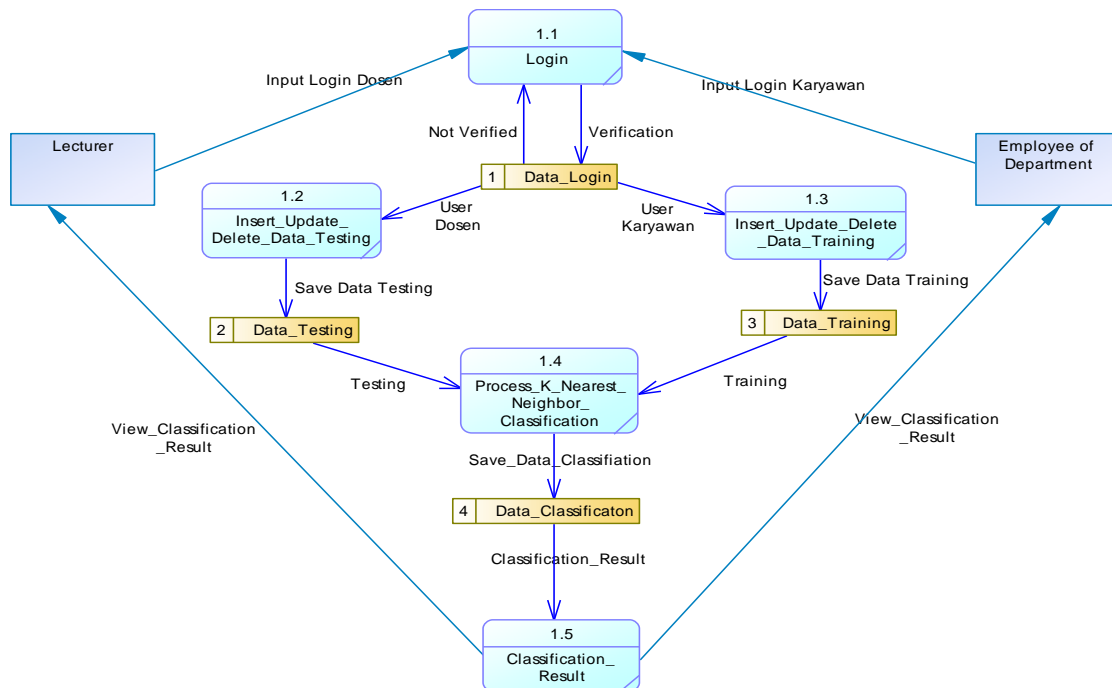 1.1
Login
Input Login Dosen
Input Login Karyawan
Not Verified
Verification
Lecturer
Employee of
Department
1 Data_Login
1.2
Insert_Update_
Delete_Data_Testing
User
Dosen
User
Karyawan
1.3
Insert_Update_Delete
_Data_Training
Save Data Testing
Save Data Training
2 Data_Testing
3 Data_Training
1.4
Process_K_Nearest_
Neighbor_
Classification
Testing
Training
View_Classification
_Result
View_Classification
_Result
Save_Data_Classifiation
4 Data_Classificaton
Classification_Result
1.5
Classification_
Result